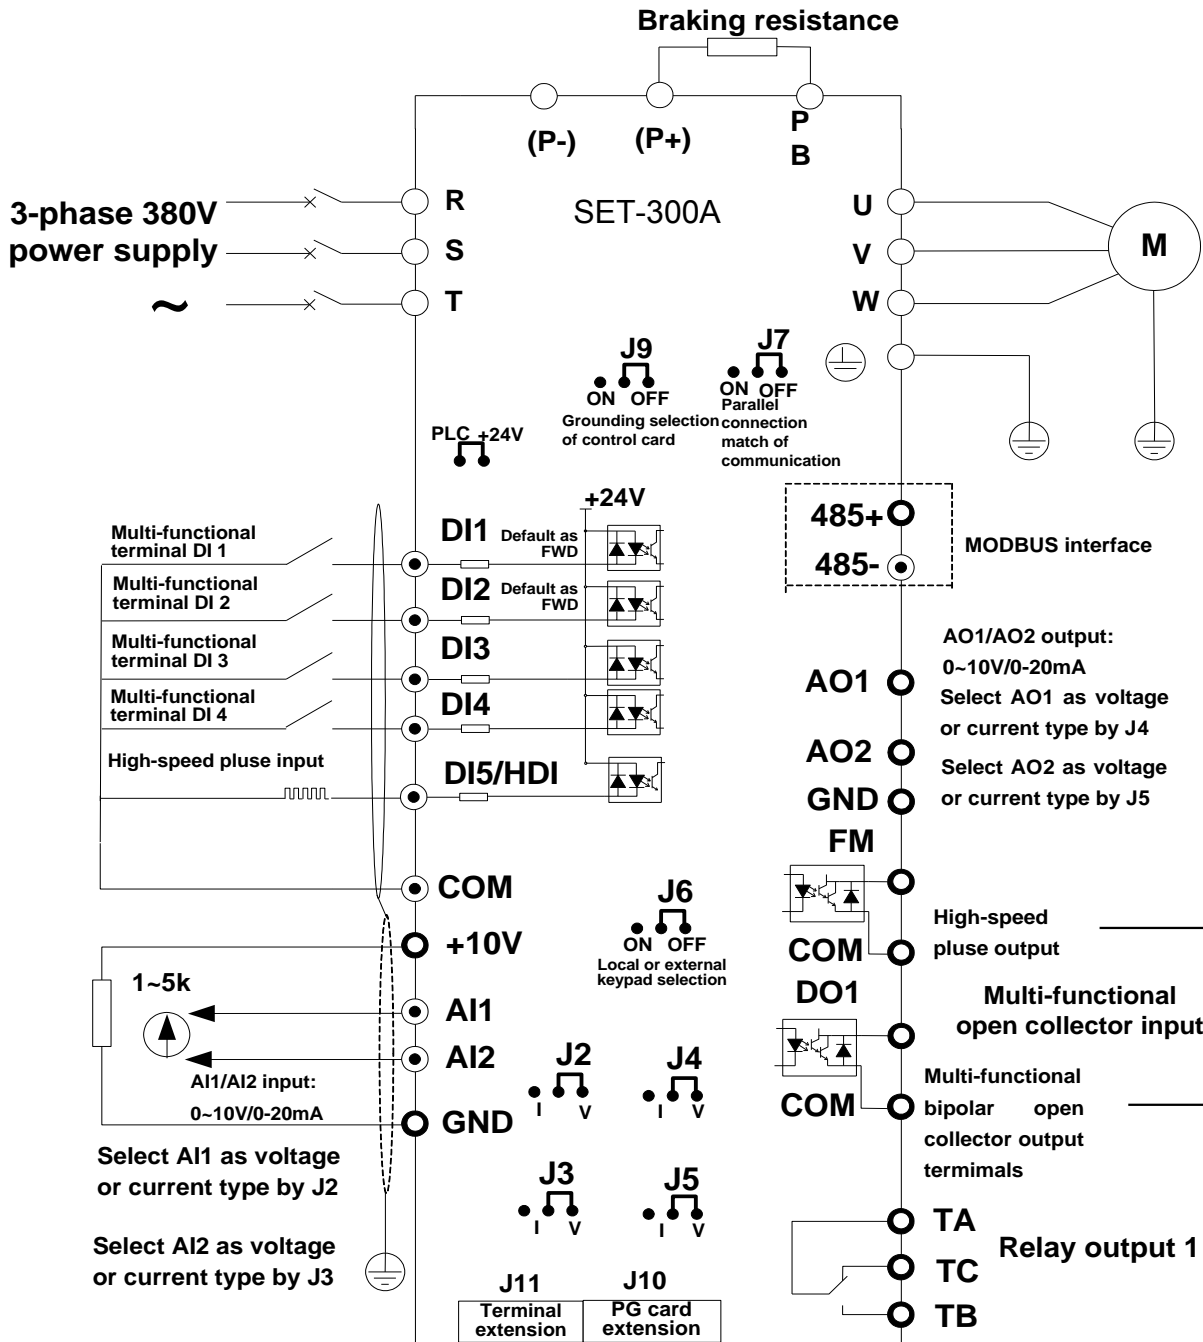 Braking resistance
(P-)
(P+)
P
B
3-phase 380V
power supply
~
R
S
T
SET-300A
U
V
W
M
J9
ON OFF
Grounding selection
of control card
J7
ON OFF
Parallel
connection
match of
communication
PLC +24V
+24V
Multi-functional
terminal DI 1
DI1
Default as
FWD
Multi-functional
terminal DI 2
DI2
Default as
FWD
Multi-functional
terminal DI 3
DI3
Multi-functional
terminal DI 4
DI4
High-speed pluse input
DI5/HDI
COM
+10V
1~5k
AI1
AI2
AI1/AI2 input:
0~10V/0-20mA
GND
Select AI1 as voltage
or current type by J2
Select AI2 as voltage
or current type by J3
J6
ON OFF
Local or external
keypad selection
J2
I V
J4
I V
J3
I V
J5
I V
J11
Terminal
extension
J10
PG card
extension
485+
485-
MODBUS interface
AO1
AO2
GND
AO1/AO2 output:
0~10V/0-20mA
Select AO1 as voltage
or current type by J4
Select AO2 as voltage
or current type by J5
FM
COM
High-speed
pluse output
DO1
COM
Multi-functional
open collector input
Multi-functional
bipolar open
collector output
termimals
TA
TC
TB
Relay output 1